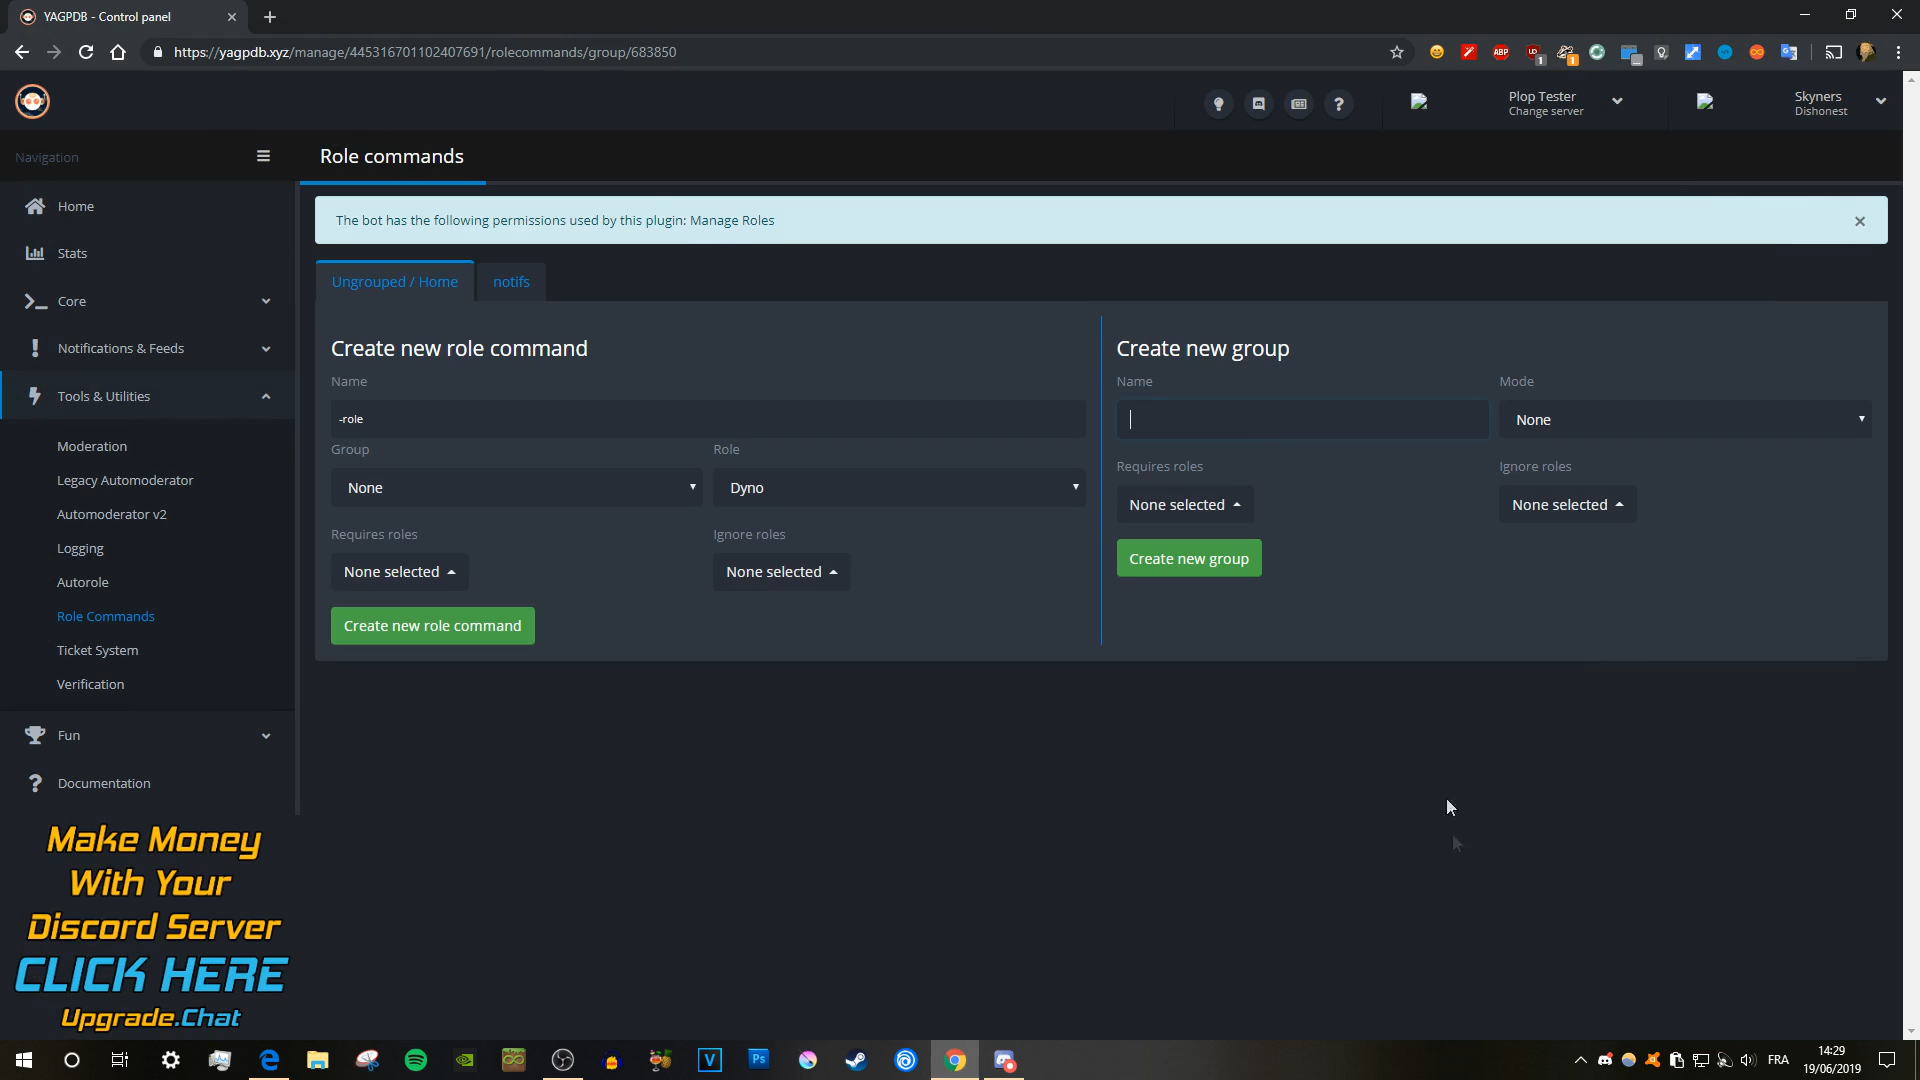 YAGPDB - Control panel
https://yagpdb.xyz/manage/445316701102407691/rolecommands/group/683850
Plop Tester
Change server
Skyners
Dishonest
Navigation
Role commands
Home
Stats
Core
Notifications & Feeds
Tools & Utilities
Moderation
Legacy Automoderator
Automoderator v2
Logging
Autorole
Role Commands
Ticket System
Verification
Fun
Documentation
Make Money
With Your
Discord Server
CLICK HERE
Upgrade.Chat
The bot has the following permissions used by this plugin: Manage Roles
Ungrouped / Home
notifs
Create new role command
Name
-role
Group
Role
None
Dyno
Requires roles
Ignore roles
None selected
None selected
Create new role command
Create new group
Name
Mode
None
Requires roles
Ignore roles
None selected
None selected
Create new group
ABP
1
1
V
Ps
FRA
14:29
19/06/2019